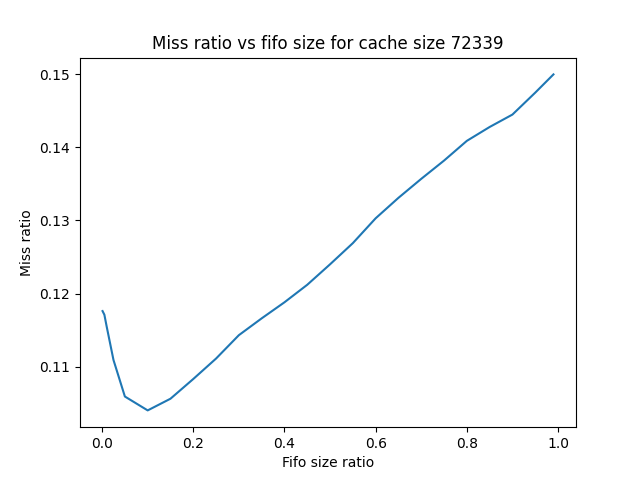 Miss ratio vs fifo size for cache size 72339
0.15
0.14
0.13
0.12
0.11
Miss ratio
0.0 0.2 0.4 0.6 0.8 1.0
Fifo size ratio